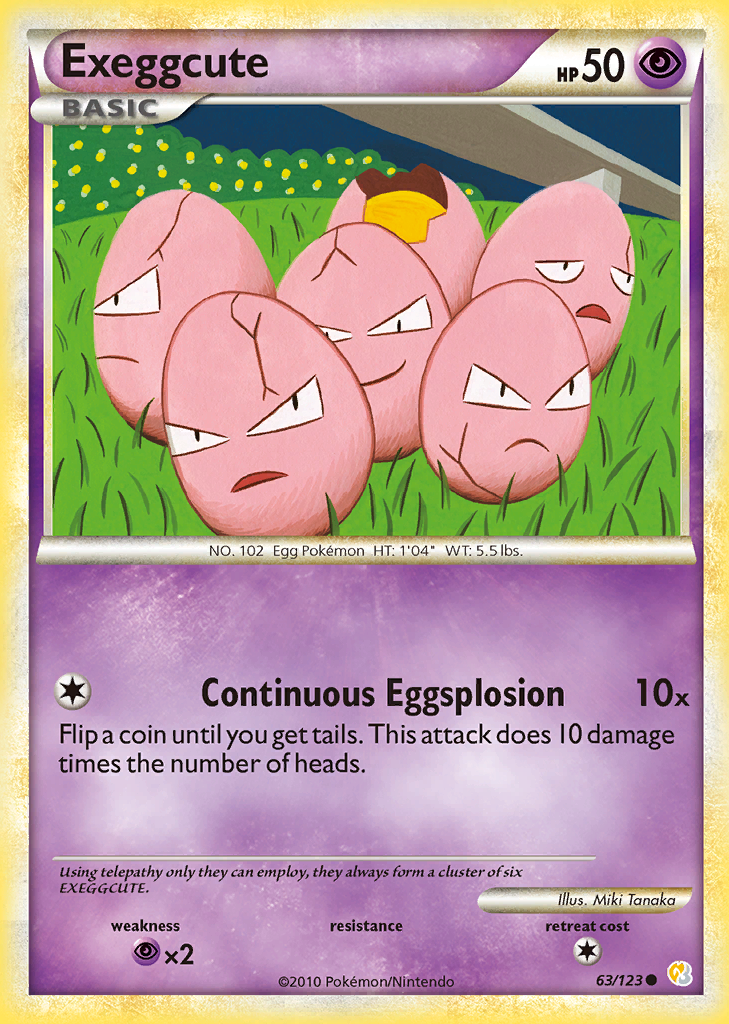 Exeggcute
HP 50
BASIC
NO. 102 Egg Pokémon HT: 1'04" WT: 5.5 lbs.
Continuous Eggsplosion 10x
Flip a coin until you get tails. This attack does 10 damage
times the number of heads.
Using telepathy only they can employ, they always form a cluster of six
EXEGGCUTE.
Illus. Miki Tanaka
weakness resistance retreat cost
x2
©2010 Pokémon/Nintendo
63/123